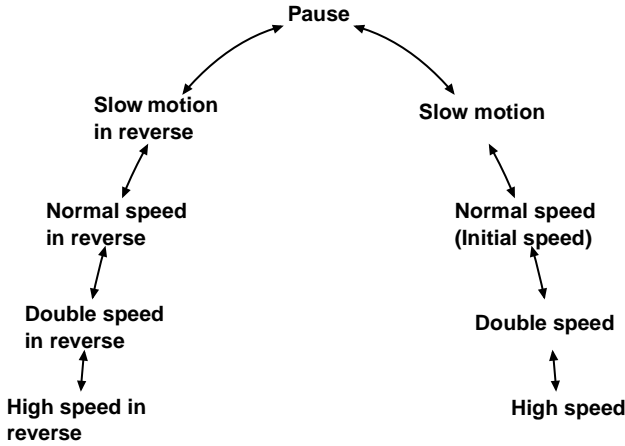 Pause
Slow motion
in reverse
Slow motion
Normal speed
in reverse
Normal speed
(Initial speed)
Double speed
in reverse
Double speed
High speed in
reverse
High speed